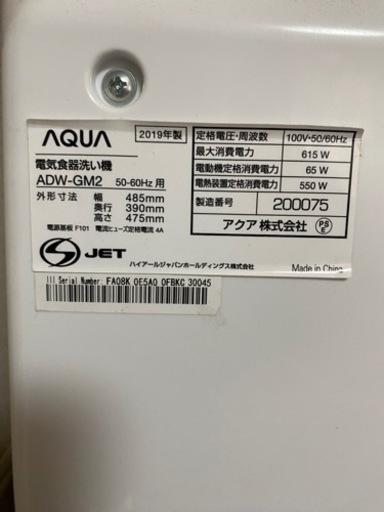 AQUA
2019年製
電気食器洗い機
ADW-GM2 50-60Hz 用
外形寸法 幅 485mm
奥行 390mm
高さ 475mm
電源基板 F101 電流ヒューズ定格電流 4A
定格電圧・周波数 100V・50/60Hz
最大消費電力 615 W
電動機定格消費電力 65 W
電熱装置定格消費電力 550 W
製造番号 200075
アクア株式会社
PS
E
S JET
ハイアールジャパンホールディングス株式会社
Made in China
Serial Number: FA08K 0E5A0 0FBKC 30045